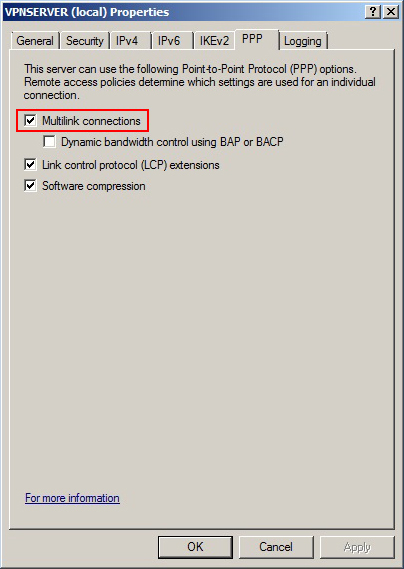 VPNSERVER (local) Properties
General Security IPv4 IPv6 IKEv2 PPP Logging
This server can use the following Point-to-Point Protocol (PPP) options.
Remote access policies determine which settings are used for an individual
connection.
Multilink connections
Dynamic bandwidth control using BAP or BACP
Link control protocol (LCP) extensions
Software compression
For more information
OK Cancel Apply